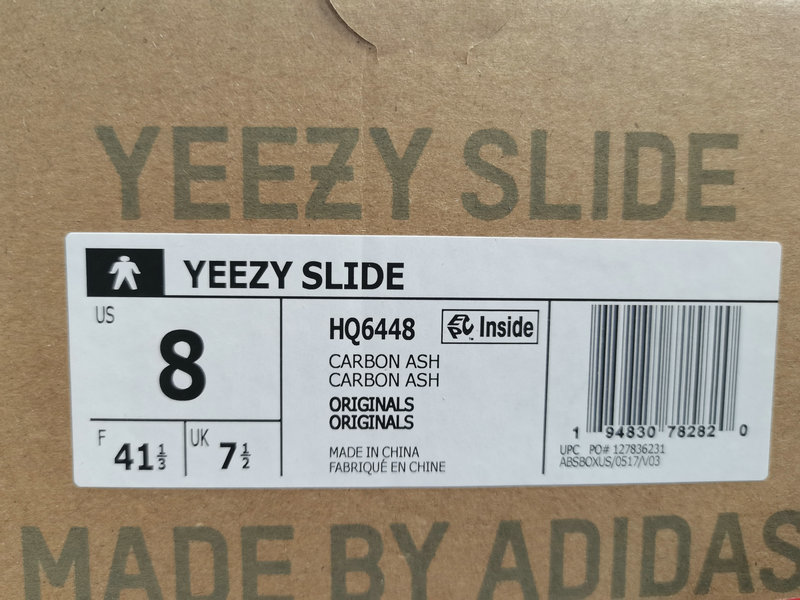 YEEZY SLIDE
YEEZY SLIDE
US
8
F 41⅓
UK 7½
HQ6448
EPC™ Inside
CARBON ASH
CARBON ASH
ORIGINALS
ORIGINALS
MADE IN CHINA
FABRIQUÉ EN CHINE
1 94830 78282 0
UPC PO# 127836231
ABSBOXUS/0517/V03
MADE BY ADIDAS